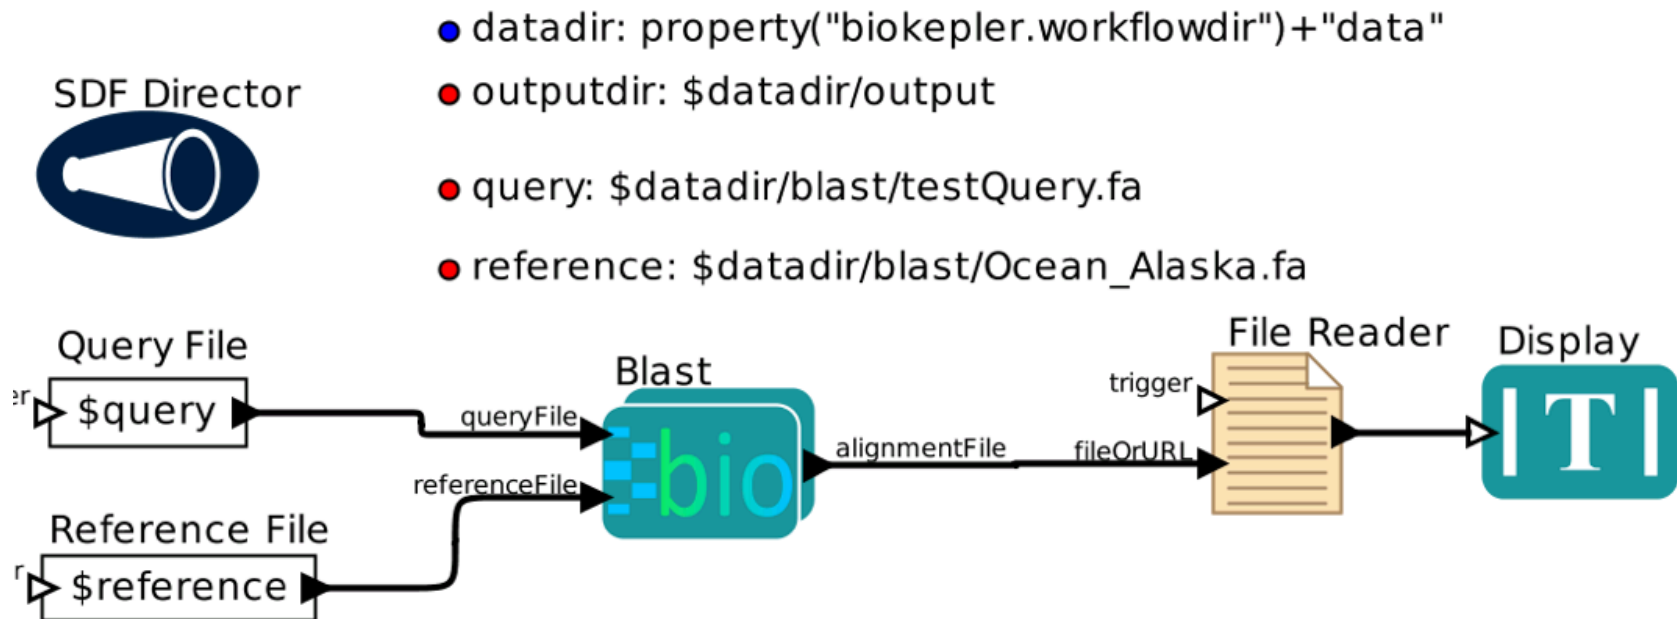 datadir: property("biokepler.workflowdir")+"data"
SDF Director
outputdir: $datadir/output
query: $datadir/blast/testQuery.fa
reference: $datadir/blast/Ocean_Alaska.fa
Query File
er
$query
Blast
queryFile
referenceFile
bio
alignmentFile
File Reader
trigger
fileOrURL
Display
T
Reference File
r
$reference